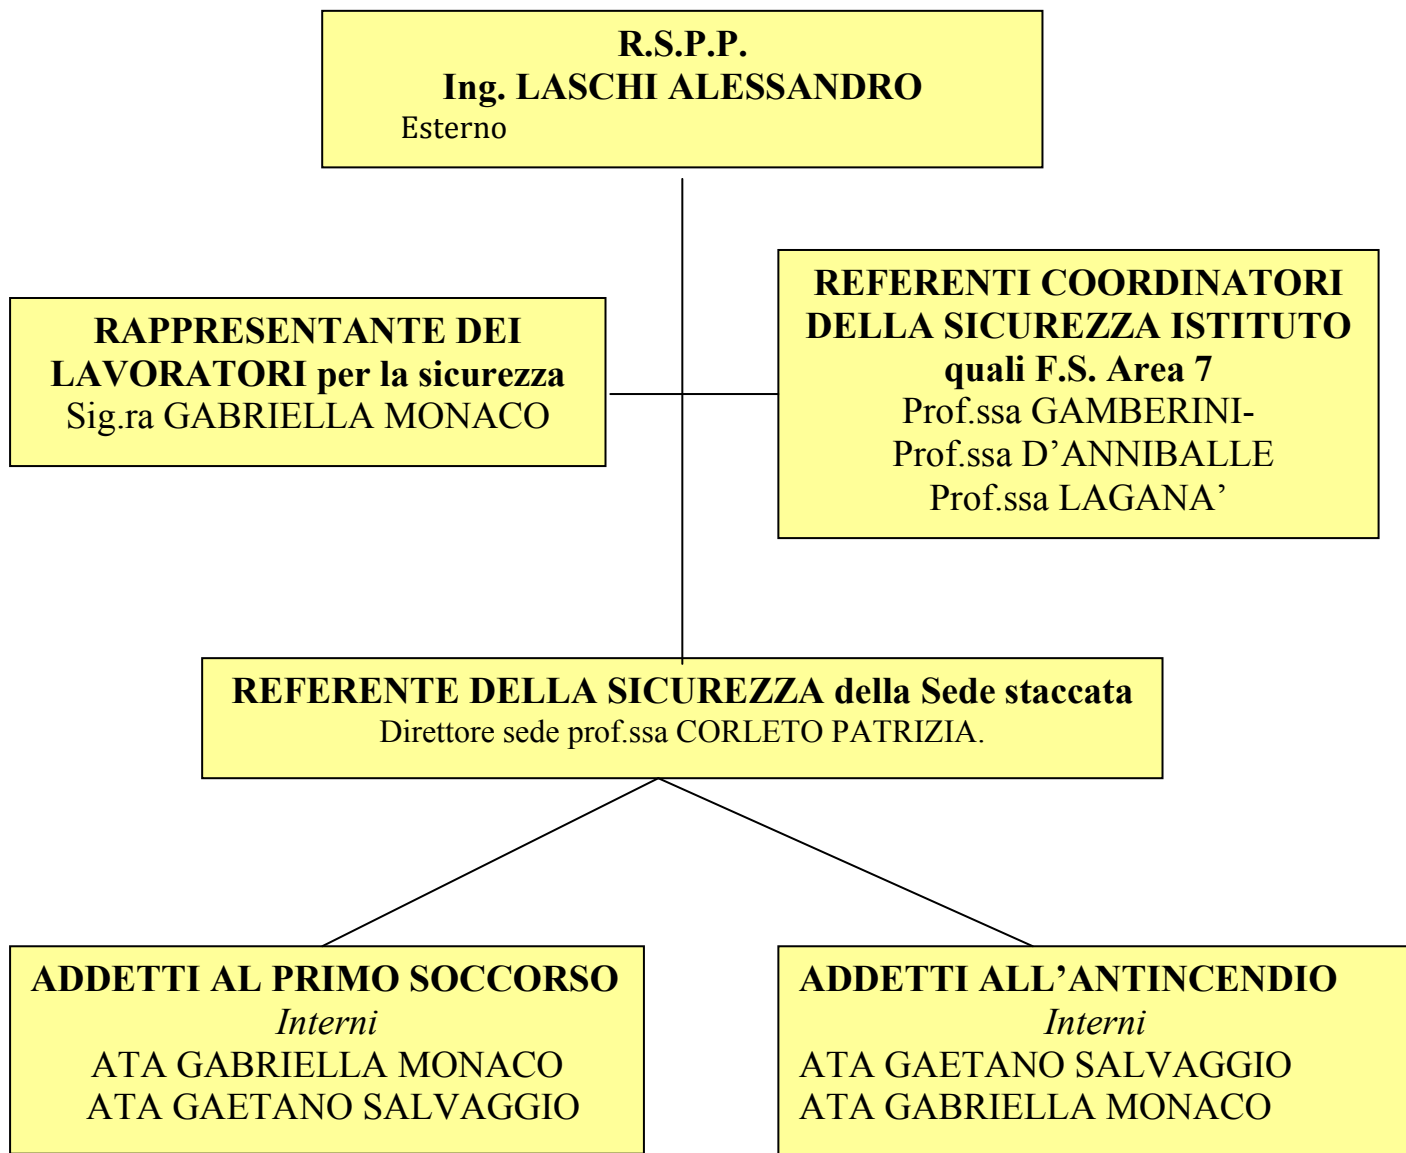 R.S.P.P.
Ing. LASCHI ALESSANDRO
Esterno
RAPPRESENTANTE DEI
LAVORATORI per la sicurezza
Sig.ra GABRIELLA MONACO
REFERENTI COORDINATORI
DELLA SICUREZZA ISTITUTO
quali F.S. Area 7
Prof.ssa GAMBERINI-
Prof.ssa D’ANNIBALLE
Prof.ssa LAGANA’
REFERENTE DELLA SICUREZZA della Sede staccata
Direttore sede prof.ssa CORLETO PATRIZIA.
ADDETTI AL PRIMO SOCCORSO
Interni
ATA GABRIELLA MONACO
ATA GAETANO SALVAGGIO
ADDETTI ALL’ANTINCENDIO
Interni
ATA GAETANO SALVAGGIO
ATA GABRIELLA MONACO